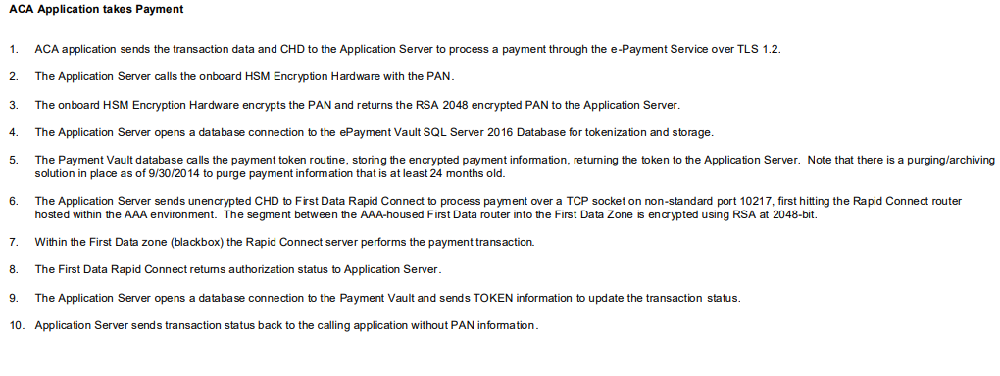 ACA Application takes Payment
1. ACA application sends the transaction data and CHD to the Application Server to process a payment through the e-Payment Service over TLS 1.2.
2. The Application Server calls the onboard HSM Encryption Hardware with the PAN.
3. The onboard HSM Encryption Hardware encrypts the PAN and returns the RSA 2048 encrypted PAN to the Application Server.
4. The Application Server opens a database connection to the ePayment Vault SQL Server 2016 Database for tokenization and storage.
5. The Payment Vault database calls the payment token routine, storing the encrypted payment information, returning the token to the Application Server. Note that there is a purging/archiving
solution in place as of 9/30/2014 to purge payment information that is at least 24 months old.
6. The Application Server sends unencrypted CHD to First Data Rapid Connect to process payment over a TCP socket on non-standard port 10217, first hitting the Rapid Connect router
hosted within the AAA environment. The segment between the AAA-housed First Data router into the First Data Zone is encrypted using RSA at 2048-bit.
7. Within the First Data zone (blackbox) the Rapid Connect server performs the payment transaction.
8. The First Data Rapid Connect returns authorization status to Application Server.
9. The Application Server opens a database connection to the Payment Vault and sends TOKEN information to update the transaction status.
10. Application Server sends transaction status back to the calling application without PAN information.